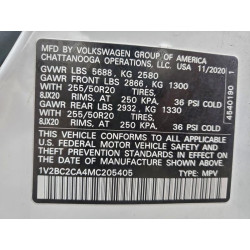 MFD. BY VOLKSWAGEN GROUP OF AMERICA
CHATTANOOGA OPERATIONS, LLC, USA 11/2020
GVWR LBS 5688, KG 2580
GAWR FRONT LBS 2866, KG 1300
WITH 255/50R20 TIRES
8JX20 RIMS, AT 250 KPA, 36 PSI COLD
GAWR REAR LBS 2932, KG 1330
WITH 255/50R20 TIRES
8JX20 RIMS, AT 250 KPA, 36 PSI COLD
THIS VEHICLE CONFORMS TO ALL APPLICABLE
U.S. FEDERAL MOTOR VEHICLE SAFETY AND
THEFT PREVENTION STANDARDS IN EFFECT ON
THE DATE OF MANUFACTURE SHOWN ABOVE.
1V2BC2CA4MC205405 TYPE: MPV
1
4540190